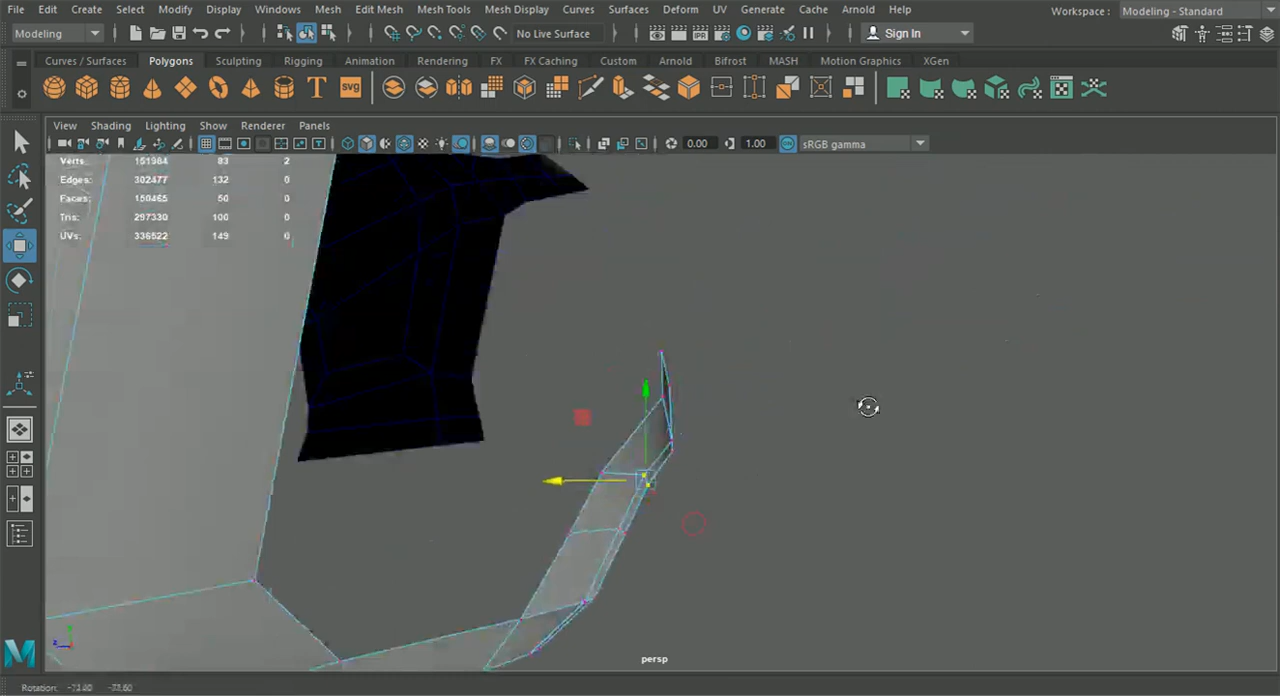 File Edit Create Select Modify Display Windows Mesh Edit Mesh Mesh Tools Mesh Display Curves Surfaces Deform UV Generate Cache Arnold Help Workspace: Modeling - Standard
Modeling No Live Surface Sign In
Curves / Surfaces Polygons Sculpting Rigging Animation Rendering FX FX Caching Custom Arnold Bifrost MASH Motion Graphics XGen
T SVG
View Shading Lighting Show Renderer Panels
0.00 1.00 sRGB gamma
Verts: 151984 83 2
Edges: 302477 132 0
Faces: 150465 50 0
Tris: 297330 100 0
UVs: 336522 149 0
persp
Rotation: -73.80 -77.60